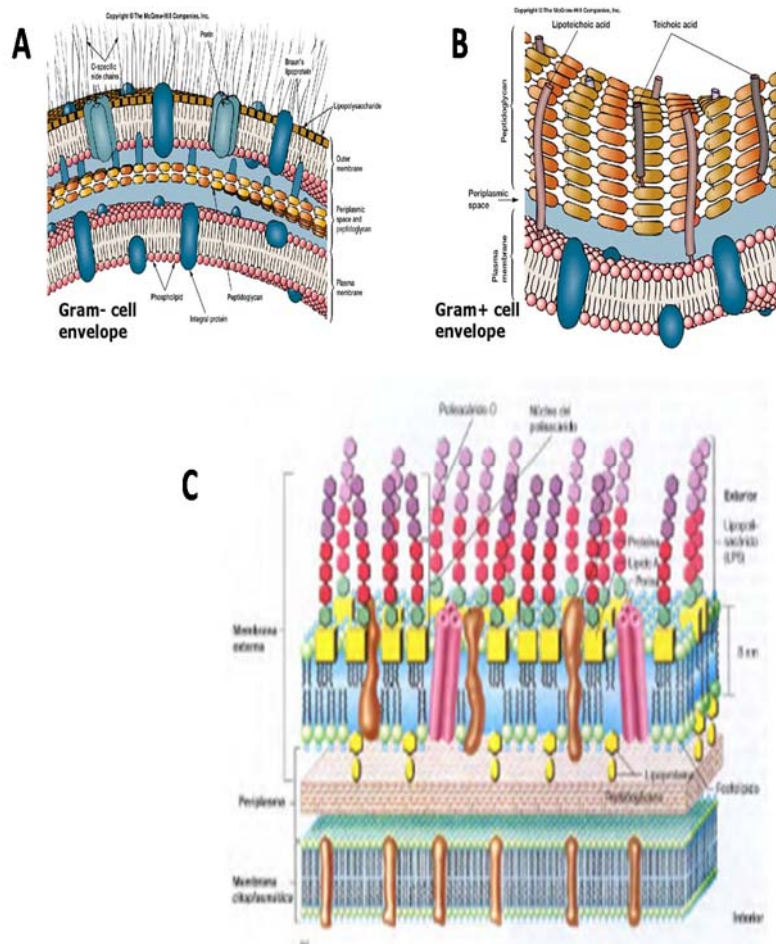 Copyright © The McGraw-Hill Companies, Inc.
A
O-specific
side chains
Porin
Braun's
lipoprotein
Lipopolysaccharide
Outer
membrane
Periplasmic
space and
peptidoglycan
Plasma
membrane
Phospholipid
Peptidoglycan
Integral protein
Gram- cell
envelope
Copyright © The McGraw-Hill Companies, Inc.
B
Lipoteichoic acid
Teichoic acid
Peptidoglycan
Periplasmic
space
Plasma
membrane
Gram+ cell
envelope
C
Polisacárido O
Núcleo del
polisacárido
Exterior
Lipopoli-
sacárido
(LPS)
Proteína
Lípido A
Porina
Membrana
externa
8 nm
Lipoproteína
Peptidoglicano
Fosfolípido
Periplasma
Membrana
citoplasmática
Interior